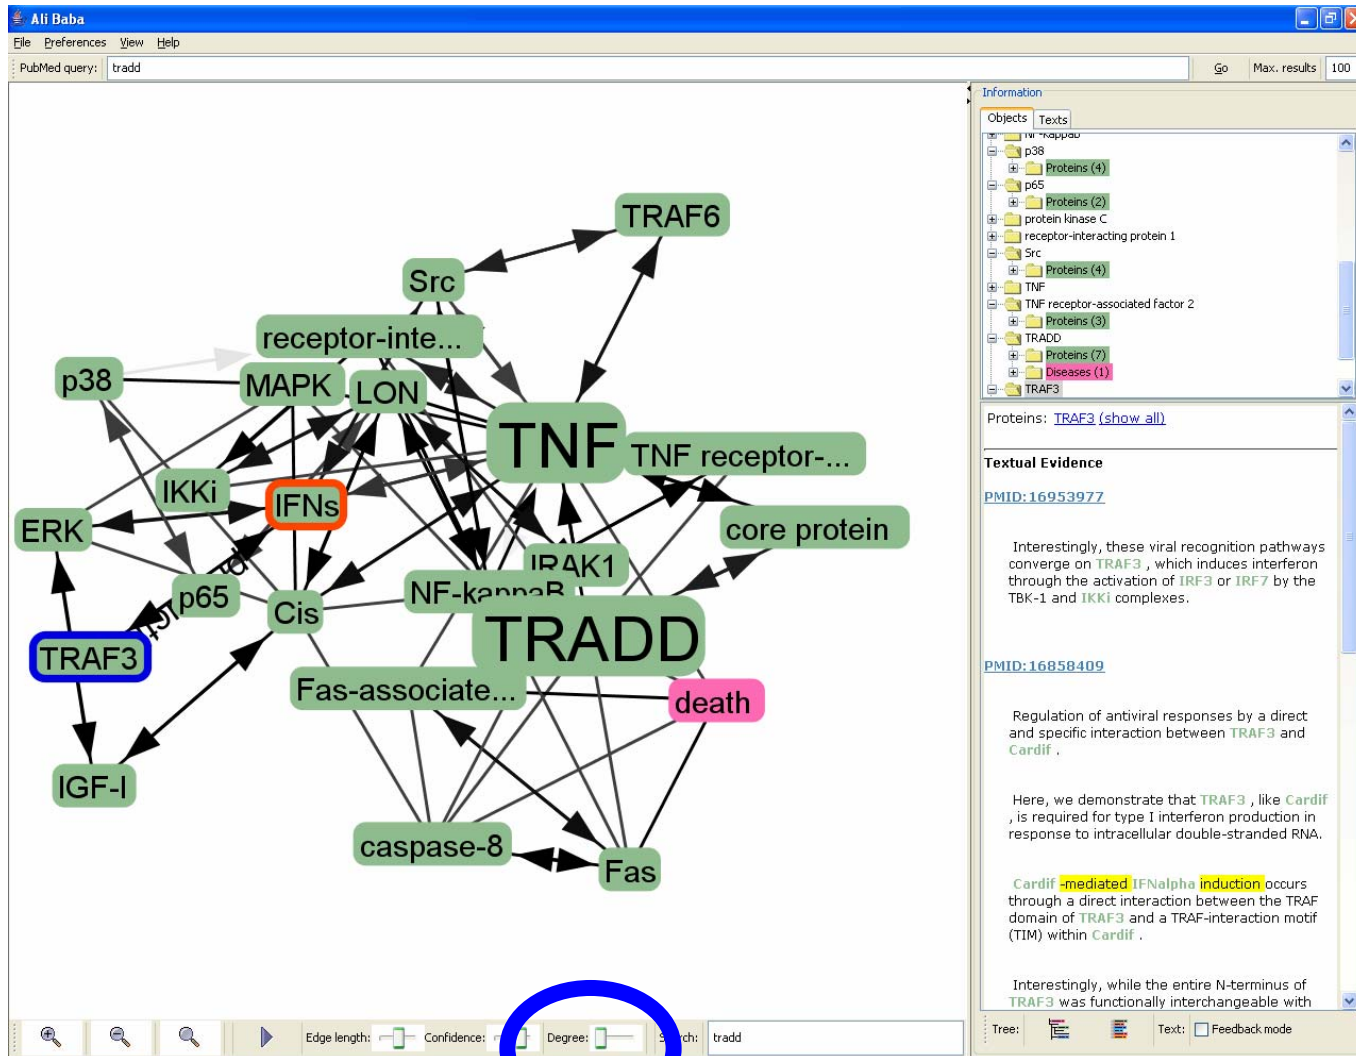 Ali Baba
File Preferences View Help
PubMed query: tradd Go Max. results 100
Information
Objects Texts
NF-kappaB
p38
Proteins (4)
p65
Proteins (2)
protein kinase C
receptor-interacting protein 1
Src
Proteins (4)
TNF
TNF receptor-associated factor 2
Proteins (3)
TRADD
Proteins (7)
Diseases (1)
TRAF3
TRAF6
Src
receptor-inte...
p38
MAPK
LON
TNF
TNF receptor-...
IKKi
IFNs
ERK
core protein
IRAK1
p65
NF-kappaB
Cis
TRADD
TRAF3
Fas-associate...
death
IGF-I
caspase-8
Fas
Proteins: TRAF3 (show all)
Textual Evidence
PMID:16953977
Interestingly, these viral recognition pathways
converge on TRAF3 , which induces interferon
through the activation of IRF3 or IRF7 by the
TBK-1 and IKKi complexes.
PMID:16858409
Regulation of antiviral responses by a direct
and specific interaction between TRAF3 and
Cardif .
Here, we demonstrate that TRAF3 , like Cardif
, is required for type I interferon production in
response to intracellular double-stranded RNA.
Cardif -mediated IFNalpha induction occurs
through a direct interaction between the TRAF
domain of TRAF3 and a TRAF-interaction motif
(TIM) within Cardif .
Interestingly, while the entire N-terminus of
TRAF3 was functionally interchangeable with
Edge length: Confidence: Degree: tradd
Tree: Text: Feedback mode